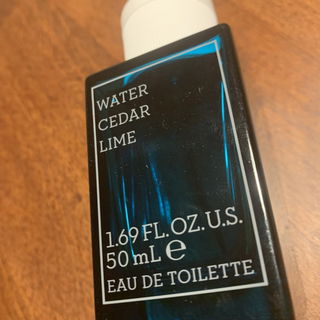 WATER
CEDAR
LIME
1.69 FL.OZ.U.S.
50 mL ℮
EAU DE TOILETTE